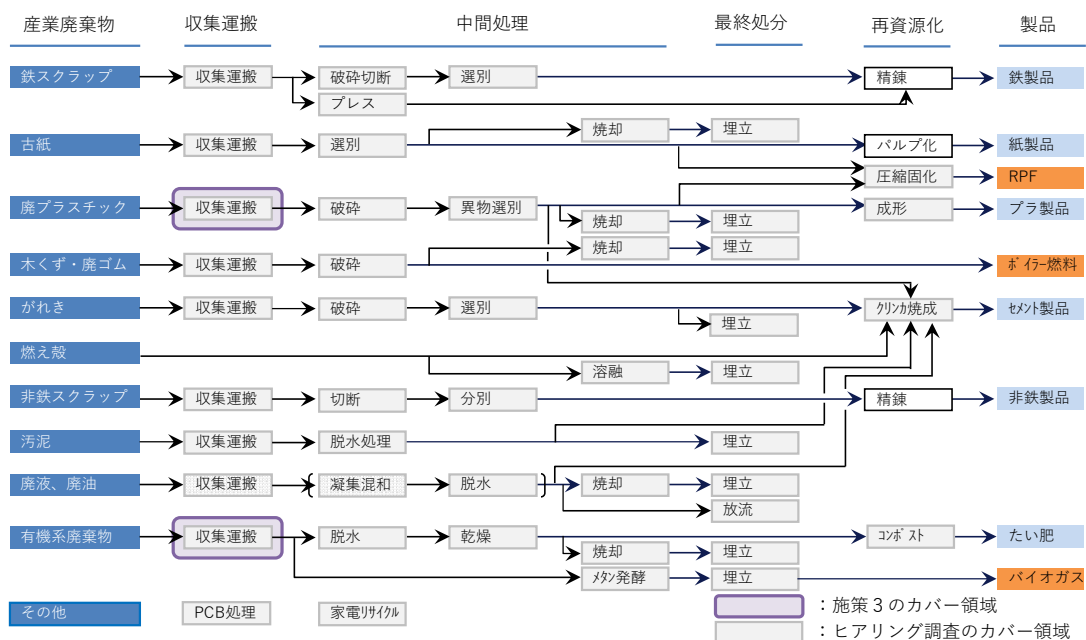 産業廃棄物 収集運搬 中間処理 最終処分 再資源化 製品
鉄スクラップ 収集運搬 破砕切断 選別 精錬 鉄製品
プレス
焼却 埋立
古紙 収集運搬 選別 パルプ化 紙製品
圧縮固化 RPF
廃プラスチック 収集運搬 破砕 異物選別 成形 プラ製品
焼却 埋立
焼却 埋立
木くず・廃ゴム 収集運搬 破砕 ﾎﾞｲﾗｰ燃料
がれき 収集運搬 破砕 選別 ｸﾘﾝｶ焼成 ｾﾒﾝﾄ製品
埋立
燃え殻
溶融 埋立
非鉄スクラップ 収集運搬 切断 分別 精錬 非鉄製品
汚泥 収集運搬 脱水処理 埋立
廃液、廃油 収集運搬 凝集混和 脱水 焼却 埋立
放流
有機系廃棄物 収集運搬 脱水 乾燥 ｺﾝﾎﾟｽﾄ たい肥
焼却 埋立
ﾒﾀﾝ発酵 埋立 バイオガス
その他 PCB処理 家電ﾘｻｲｸﾙ
：施策３のカバー領域
：ヒアリング調査のカバー領域